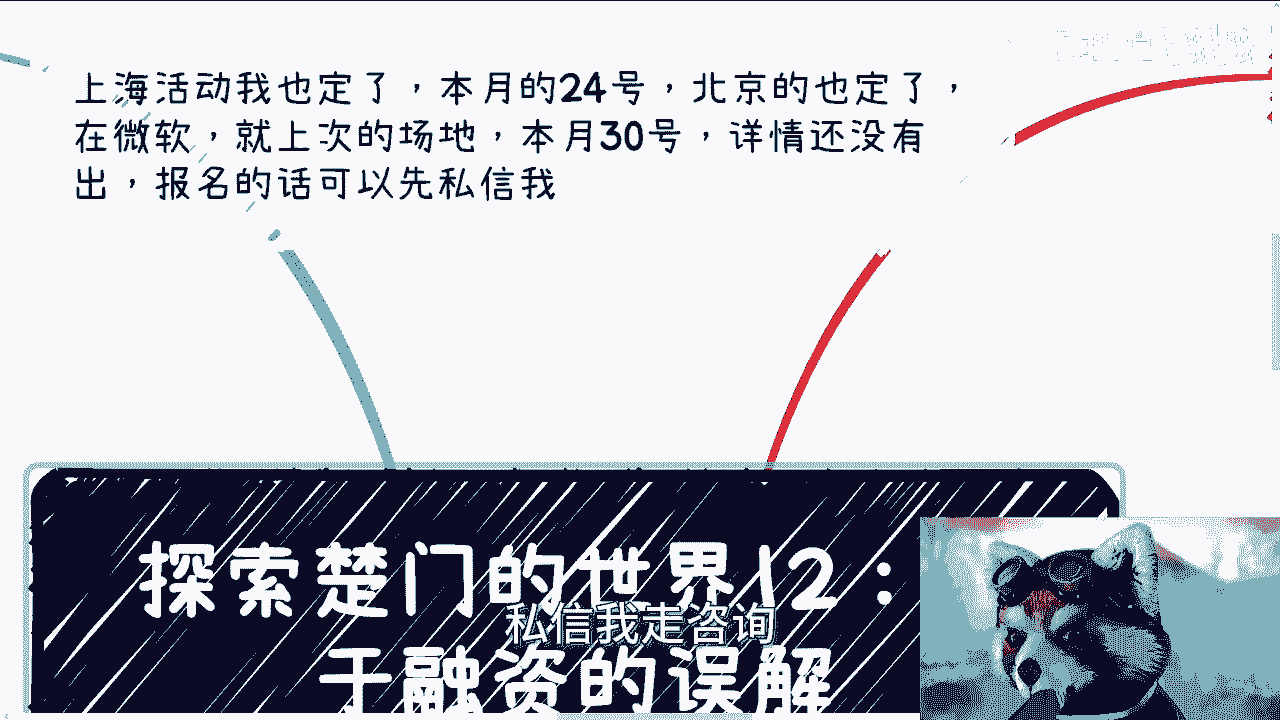 上海活动我也定了，本月的24号，北京的也定了，
在微软，就上次的场地，本月30号，详情还没有
出，报名的话可以先私信我
探索楚门的世界12：
私信我走咨询
于融资的误解